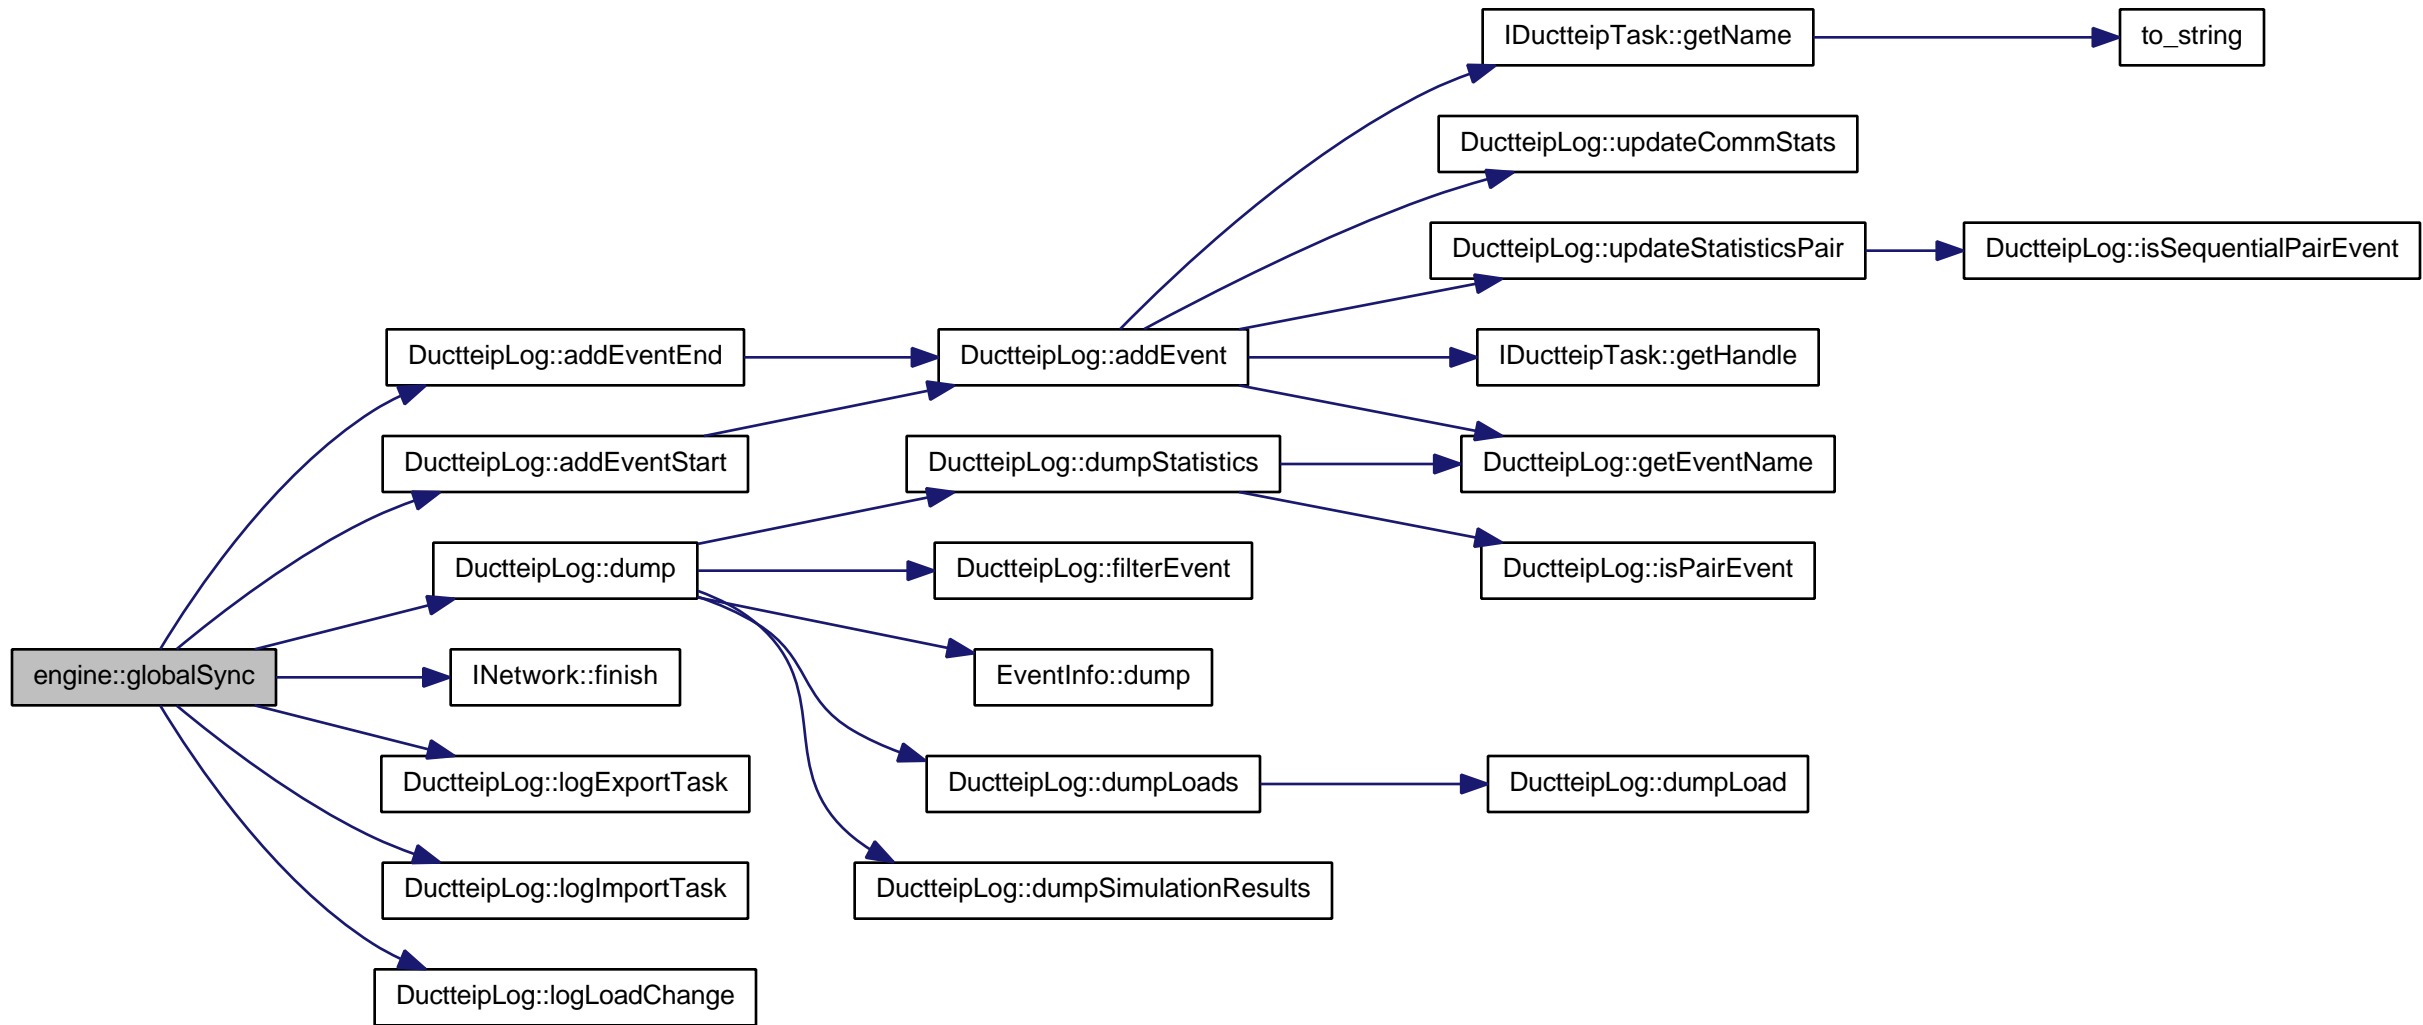 IDuctteipTask::getName
to_string
DuctteipLog::updateCommStats
DuctteipLog::updateStatisticsPair
DuctteipLog::isSequentialPairEvent
DuctteipLog::addEventEnd
DuctteipLog::addEvent
IDuctteipTask::getHandle
DuctteipLog::addEventStart
DuctteipLog::dumpStatistics
DuctteipLog::getEventName
DuctteipLog::dump
DuctteipLog::filterEvent
DuctteipLog::isPairEvent
engine::globalSync
INetwork::finish
EventInfo::dump
DuctteipLog::logExportTask
DuctteipLog::dumpLoads
DuctteipLog::dumpLoad
DuctteipLog::logImportTask
DuctteipLog::dumpSimulationResults
DuctteipLog::logLoadChange